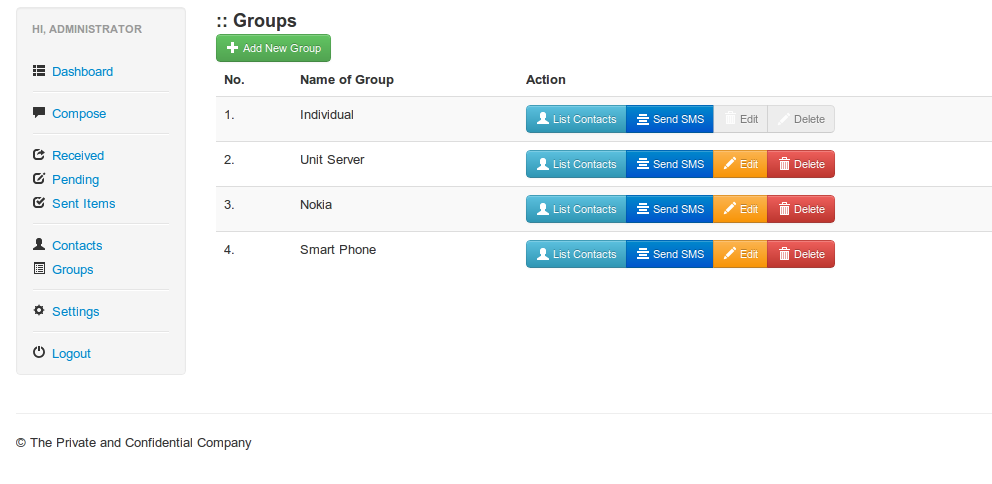 HI, ADMINISTRATOR
Dashboard
Compose
Received
Pending
Sent Items
Contacts
Groups
Settings
Logout
:: Groups
Add New Group
No. Name of Group Action
1. Individual List Contacts Send SMS Edit Delete
2. Unit Server List Contacts Send SMS Edit Delete
3. Nokia List Contacts Send SMS Edit Delete
4. Smart Phone List Contacts Send SMS Edit Delete
© The Private and Confidential Company